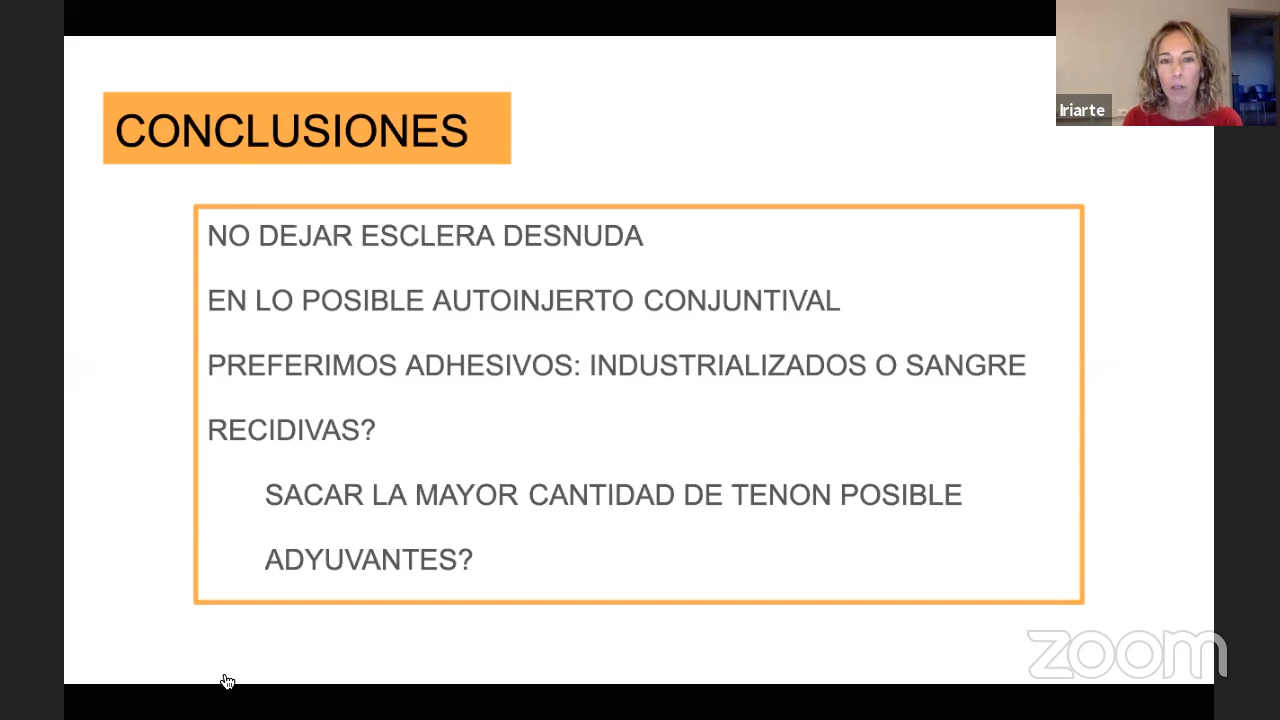 CONCLUSIONES
Iriarte
NO DEJAR ESCLERA DESNUDA
EN LO POSIBLE AUTOINJERTO CONJUNTIVAL
PREFERIMOS ADHESIVOS: INDUSTRIALIZADOS O SANGRE
RECIDIVAS?
SACAR LA MAYOR CANTIDAD DE TENON POSIBLE
ADYUVANTES?
zoom